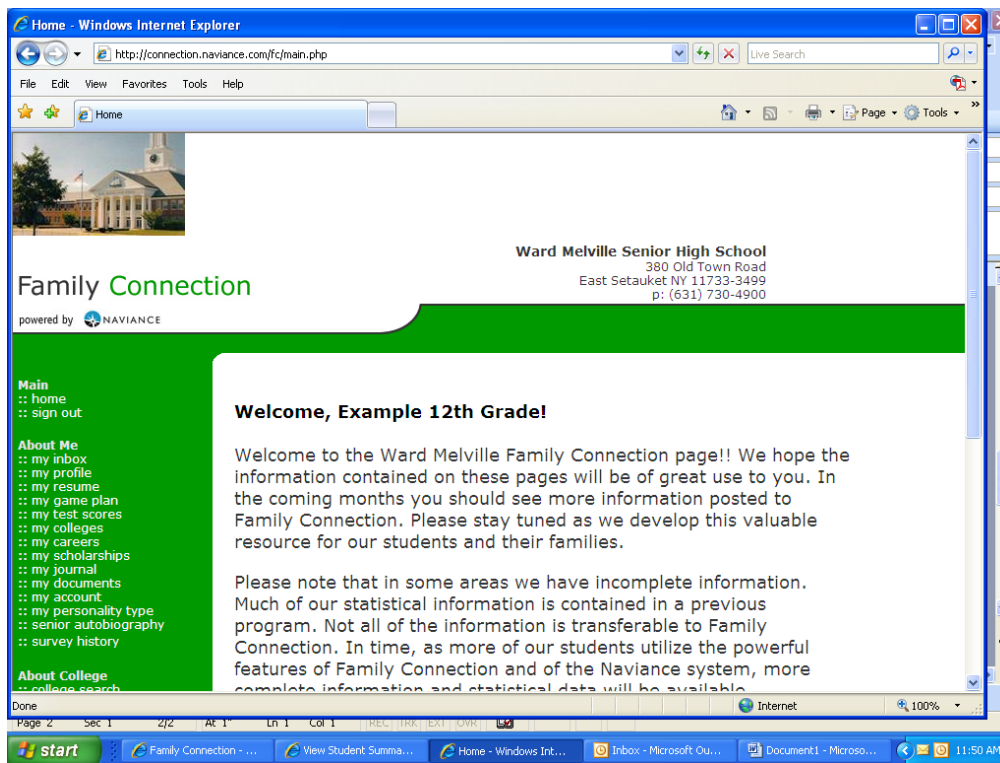 Home - Windows Internet Explorer
http://connection.naviance.com/fc/main.php
Live Search
File Edit View Favorites Tools Help
Home
Page Tools
Ward Melville Senior High School
380 Old Town Road
East Setauket NY 11733-3499
p: (631) 730-4900
Family Connection
powered by NAVIANCE
Main
:: home
:: sign out
About Me
:: my inbox
:: my profile
:: my resume
:: my game plan
:: my test scores
:: my colleges
:: my careers
:: my scholarships
:: my journal
:: my documents
:: my account
:: my personality type
:: senior autobiography
:: survey history
About College
:: college search
Welcome, Example 12th Grade!
Welcome to the Ward Melville Family Connection page!! We hope the
information contained on these pages will be of great use to you. In
the coming months you should see more information posted to
Family Connection. Please stay tuned as we develop this valuable
resource for our students and their families.
Please note that in some areas we have incomplete information.
Much of our statistical information is contained in a previous
program. Not all of the information is transferable to Family
Connection. In time, as more of our students utilize the powerful
features of Family Connection and of the Naviance system, more
complete information and statistical data will be available
Done Internet 100%
Page 2 Sec 1 2/2 At 1" Ln 1 Col 1 REC TRK EXT OVR
start Family Connection - ... View Student Summa... Home - Windows Int... Inbox - Microsoft Ou... Document1 - Microso... 11:50 AM